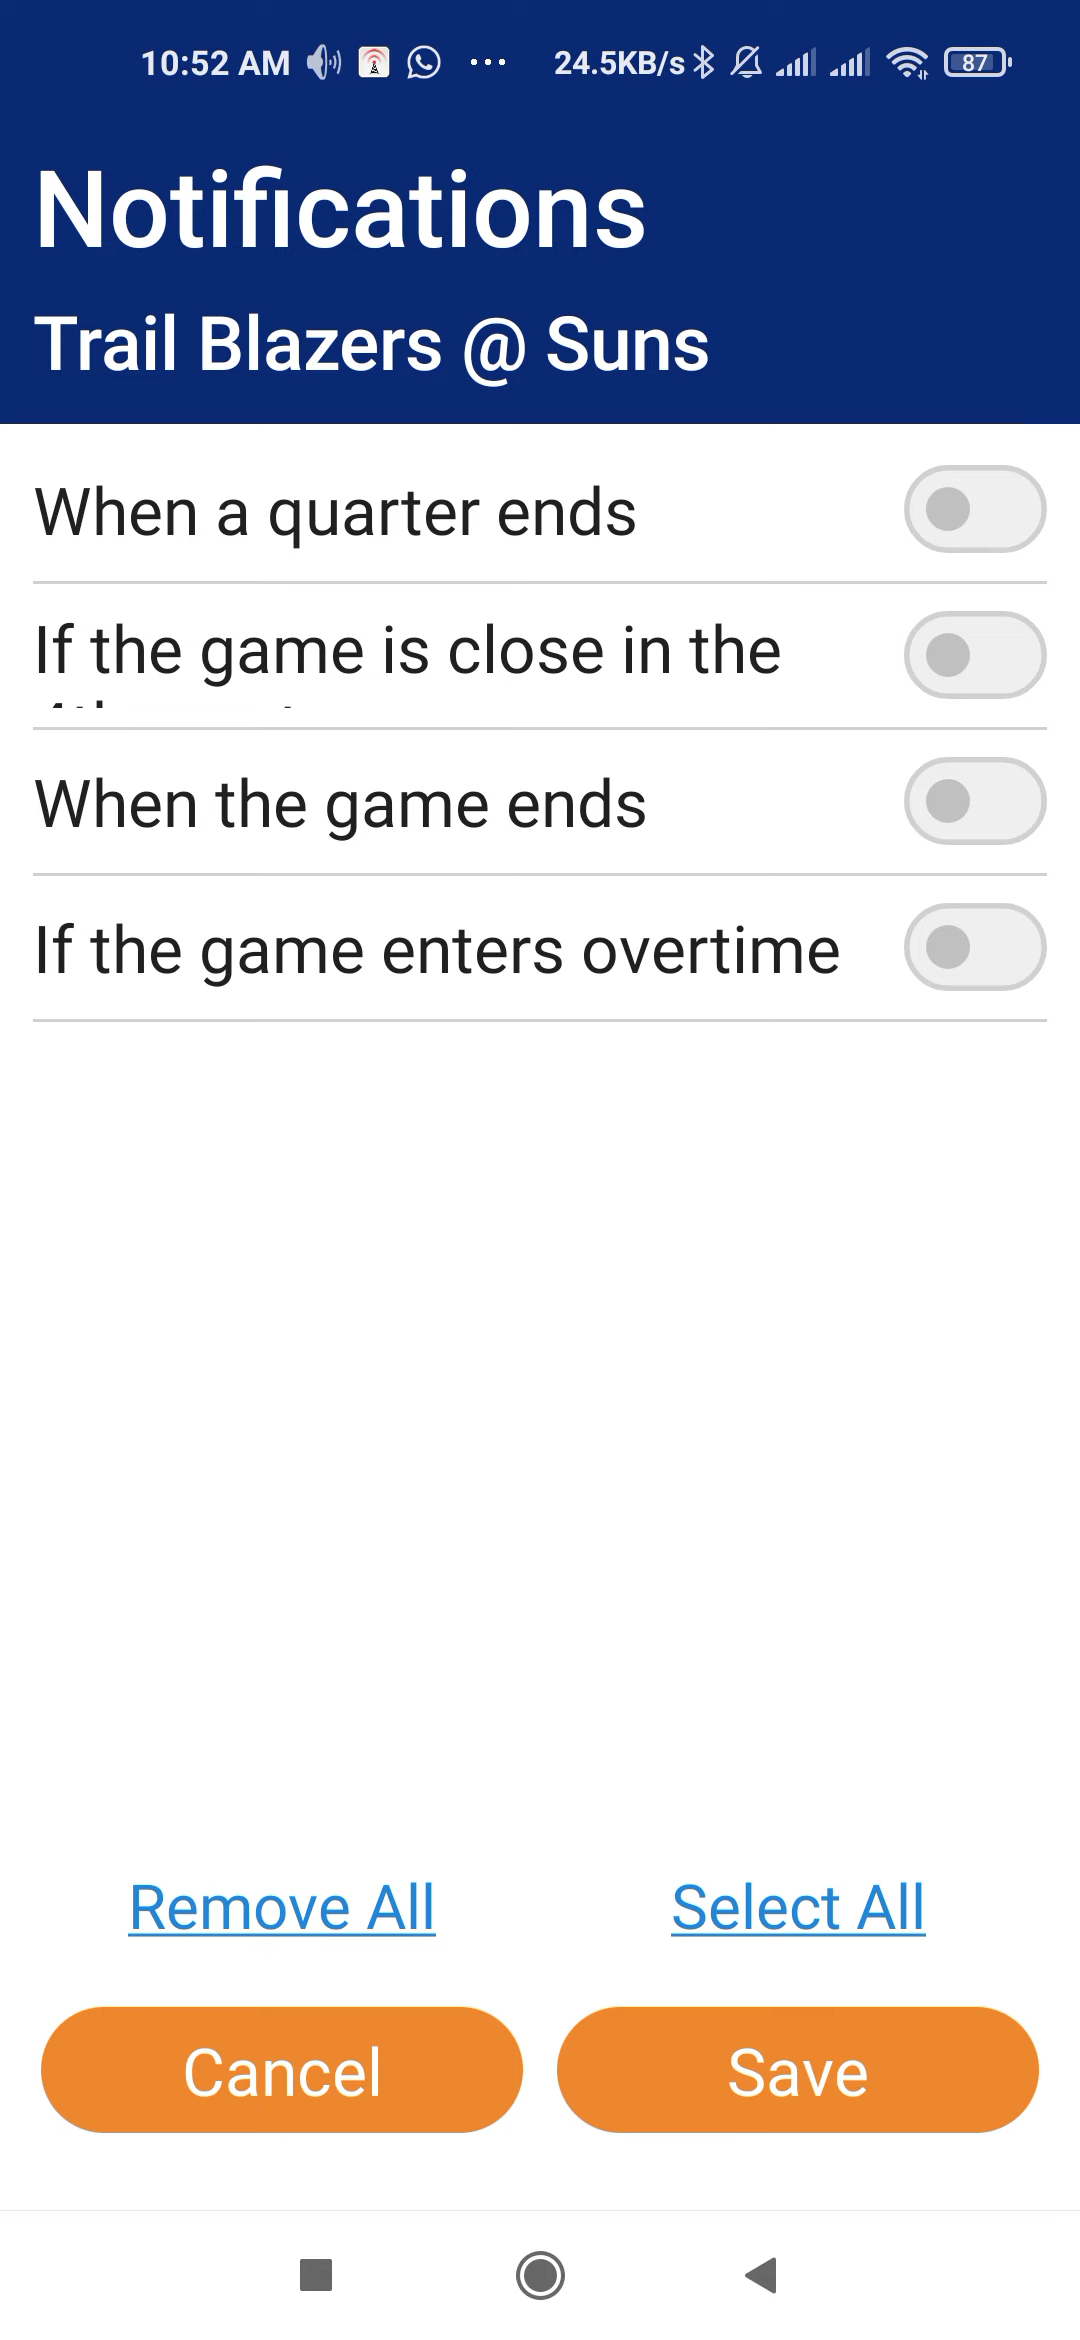 10:52 AM 24.5KB/s 87
Notifications
Trail Blazers @ Suns
When a quarter ends
If the game is close in the
When the game ends
If the game enters overtime
Remove All Select All
Cancel Save